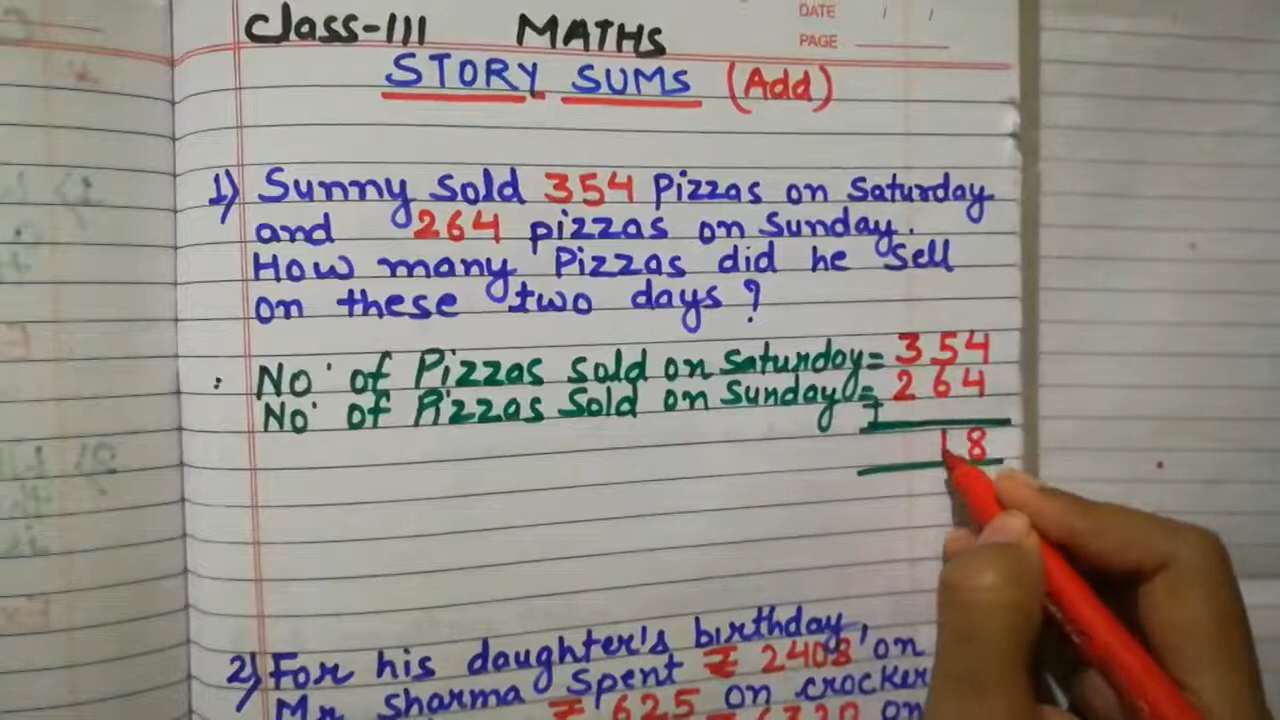 DATE / /
Class-III MATHS
PAGE
STORY SUMS (Add)
1) Sunny sold 354 Pizzas on Saturday
and 264 pizzas on Sunday.
How many Pizzas did he sell
on these two days?
No. of Pizzas sold on Saturday = 354
No. of Pizzas Sold on Sunday = + 264
18
2) For his daughter's birthday,
Mr Sharma Spent ₹ 2408 on
₹ 625 on crocker